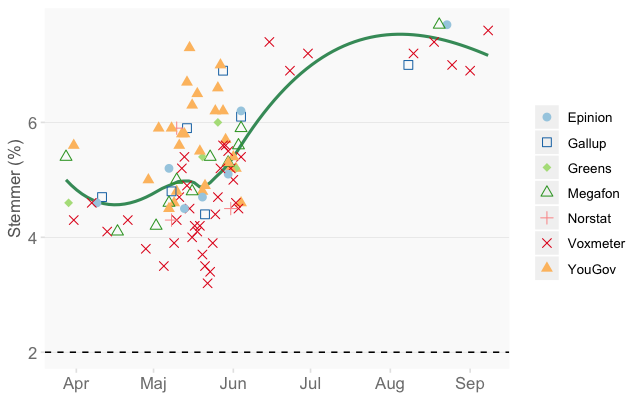 Stemmer (%)
6
4
2
Apr Maj Jun Jul Aug Sep
Epinion
Gallup
Greens
Megafon
Norstat
Voxmeter
YouGov